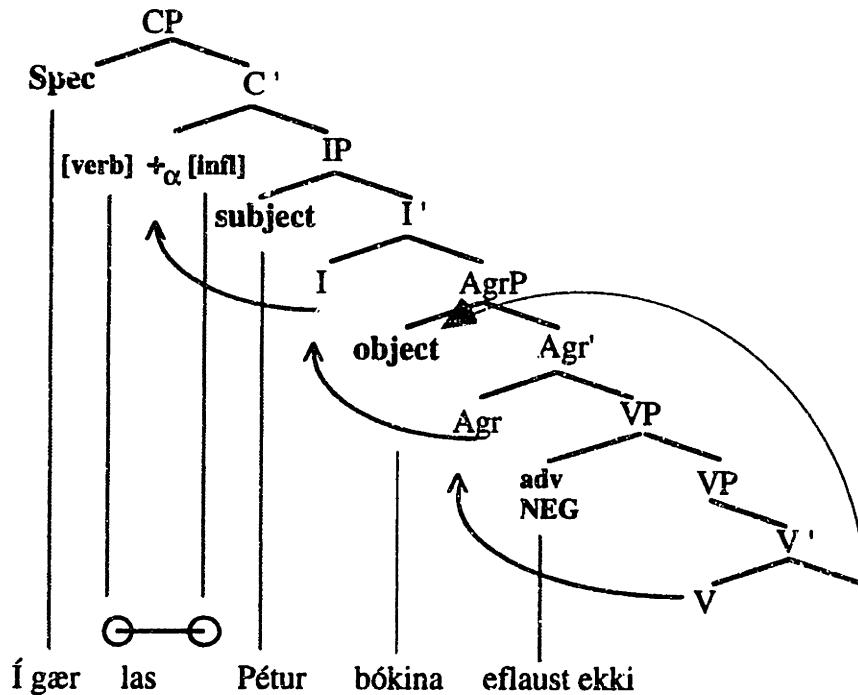 CP
Spec C '
[verb] +α [infl] IP
subject I '
I AgrP
object Agr'
Agr VP
adv VP
NEG
V '
V
Í gær las Pétur bókina eflaust ekki